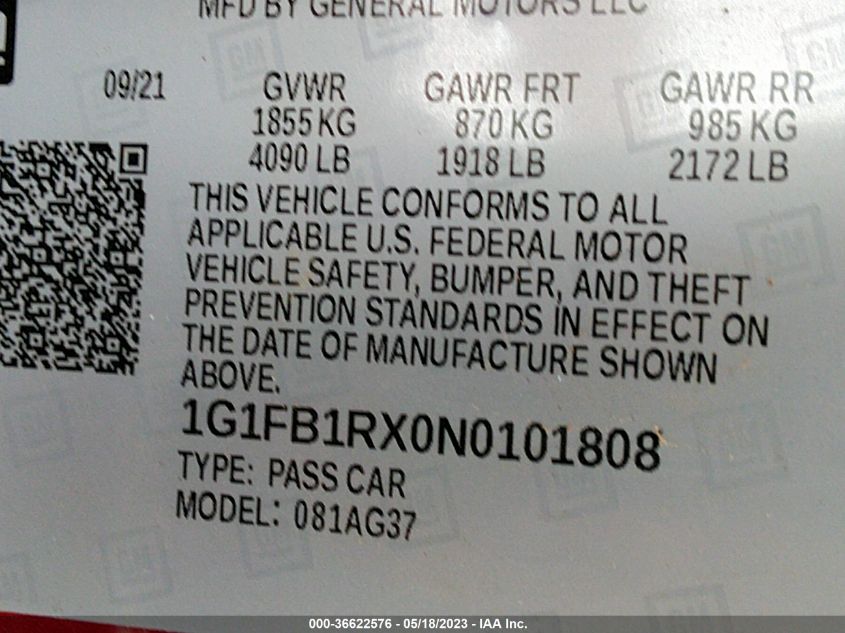 MFD BY GENERAL MOTORS LLC
09/21 GVWR GAWR FRT GAWR RR
1855 KG 870 KG 985 KG
4090 LB 1918 LB 2172 LB
THIS VEHICLE CONFORMS TO ALL
APPLICABLE U.S. FEDERAL MOTOR
VEHICLE SAFETY, BUMPER, AND THEFT
PREVENTION STANDARDS IN EFFECT ON
THE DATE OF MANUFACTURE SHOWN
ABOVE.
1G1FB1RX0N0101808
TYPE: PASS CAR
MODEL: 081AG37
000-36622576 - 05/18/2023 - IAA Inc.